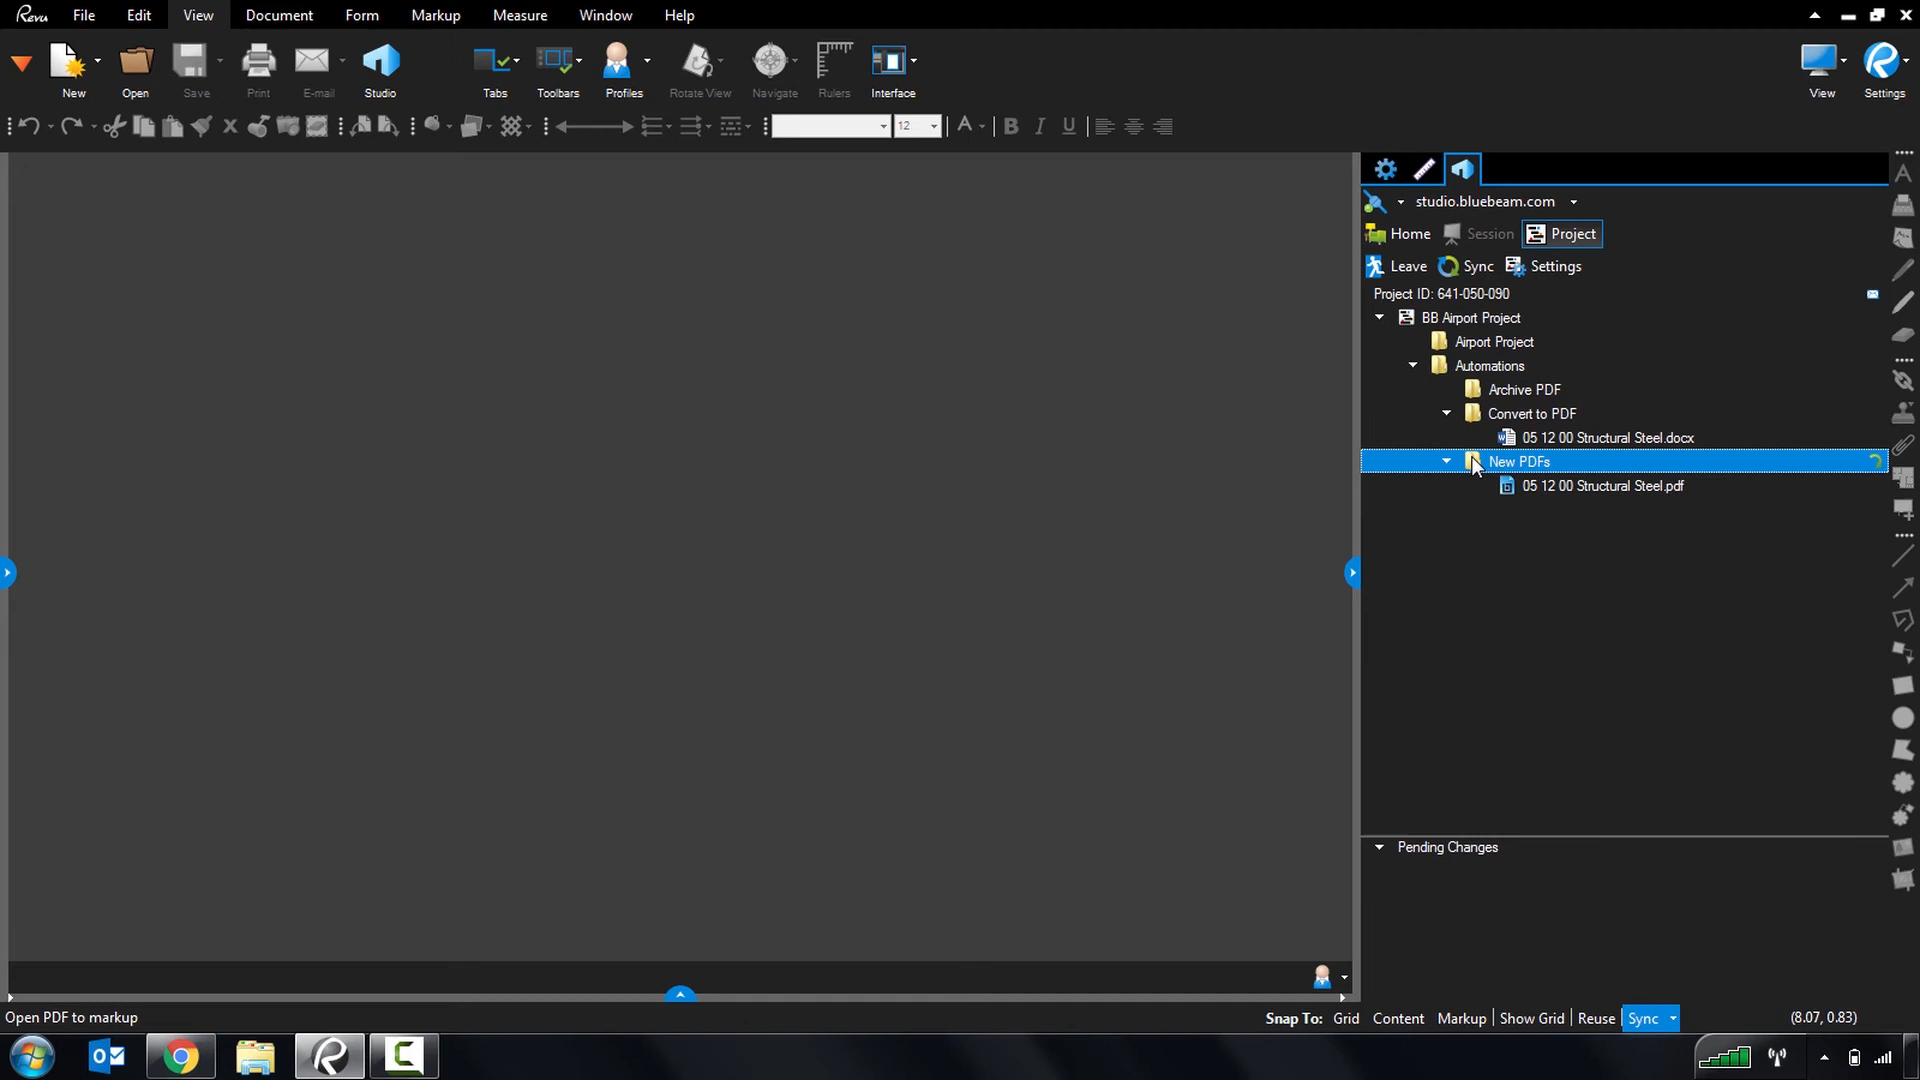 Revu File Edit View Document Form Markup Measure Window Help
New Open Save Print E-mail Studio Tabs Toolbars Profiles Rotate View Navigate Rulers Interface View Settings
12 A B I U
studio.bluebeam.com
Home Session Project
Leave Sync Settings
Project ID: 641-050-090
BB Airport Project
Airport Project
Automations
Archive PDF
Convert to PDF
05 12 00 Structural Steel.docx
New PDFs
05 12 00 Structural Steel.pdf
Pending Changes
Open PDF to markup Snap To: Grid Content Markup Show Grid Reuse Sync (8.07, 0.83)